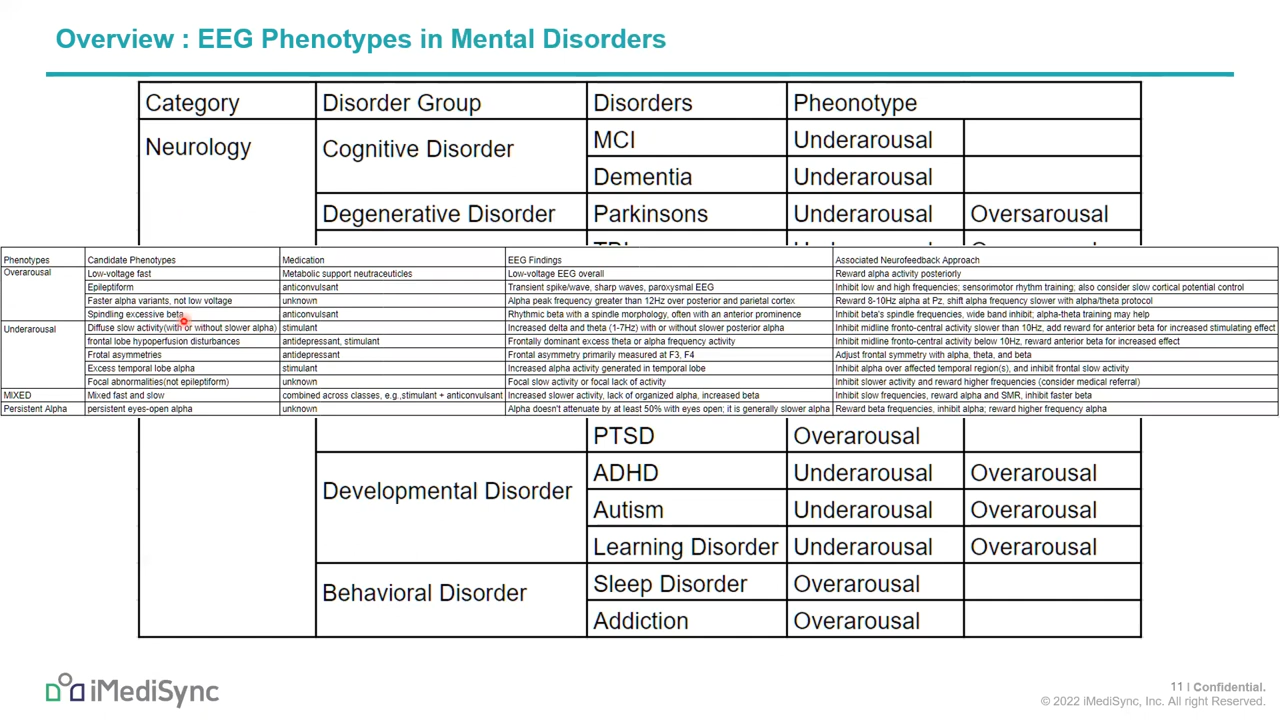 Overview : EEG Phenotypes in Mental Disorders
Category Disorder Group Disorders Pheonotype
Neurology Cognitive Disorder MCI Underarousal
Dementia Underarousal
Degenerative Disorder Parkinsons Underarousal Oversarousal
Phenotypes Candidate Phenotypes Medication EEG Findings Associated Neurofeedback Approach
Overarousal Low-voltage fast Metabolic support neutraceuticles Low-voltage EEG overall Reward alpha activity posteriorly
Epileptiform anticonvulsant Transient spike/wave, sharp waves, paroxysmal EEG Inhibit low and high frequencies; sensorimotor rhythm training; also consider slow cortical potential control
Faster alpha variants, not low voltage unknown Alpha peak frequency greater than 12Hz over posterior and parietal cortex Reward 8-10Hz alpha at Pz, shift alpha frequency slower with alpha/theta protocol
Spindling excessive beta anticonvulsant Rhythmic beta with a spindle morphology, often with an anterior prominence Inhibit beta's spindle frequencies, wide band inhibit; alpha-theta training may help
Underarousal Diffuse slow activity(with or without slower alpha) stimulant Increased delta and theta (1-7Hz) with or without slower posterior alpha Inhibit midline fronto-central activity slower than 10Hz, add reward for anterior beta for increased stimulating effect
frontal lobe hypoperfusion disturbances antidepressant, stimulant Frontally dominant excess theta or alpha frequency activity Inhibit midline fronto-central activity below 10Hz, reward anterior beta for increased effect
Frotal asymmetries antidepressant Frontal asymmetry primarily measured at F3, F4 Adjust frontal symmetry with alpha, theta, and beta
Excess temporal lobe alpha stimulant Increased alpha activity generated in temporal lobe Inhibit alpha over affected temporal region(s), and inhibit frontal slow activity
Focal abnormalities(not epileptiform) unknown Focal slow activity or focal lack of activity Inhibit slower activity and reward higher frequencies (consider medical referral)
MIXED Mixed fast and slow combined across classes, e.g.,stimulant + anticonvulsant Increased slower activity, lack of organized alpha, increased beta Inhibit slow frequencies, reward alpha and SMR, inhibit faster beta
Persistent Alpha persistent eyes-open alpha unknown Alpha doesn't attenuate by at least 50% with eyes open; it is generally slower alpha Reward beta frequencies, inhibit alpha; reward higher frequency alpha
PTSD Overarousal
Developmental Disorder ADHD Underarousal Overarousal
Autism Underarousal Overarousal
Learning Disorder Underarousal Overarousal
Behavioral Disorder Sleep Disorder Overarousal
Addiction Overarousal
iMediSync
11 | Confidential.
© 2022 iMediSync, Inc. All right Reserved.